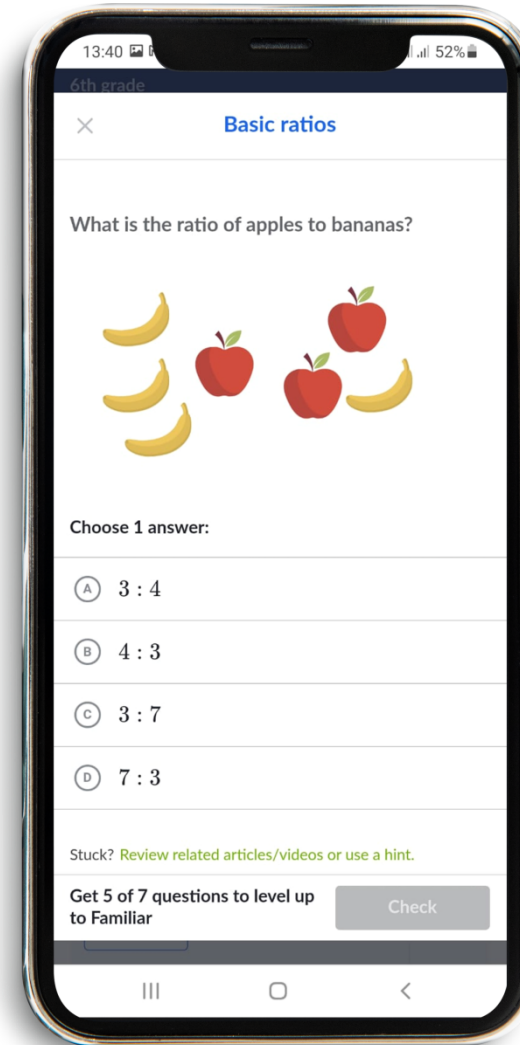 13:40 52%
6th grade
Basic ratios
What is the ratio of apples to bananas?
Choose 1 answer:
A 3 : 4
B 4 : 3
C 3 : 7
D 7 : 3
Stuck? Review related articles/videos or use a hint.
Get 5 of 7 questions to level up
to Familiar
Check